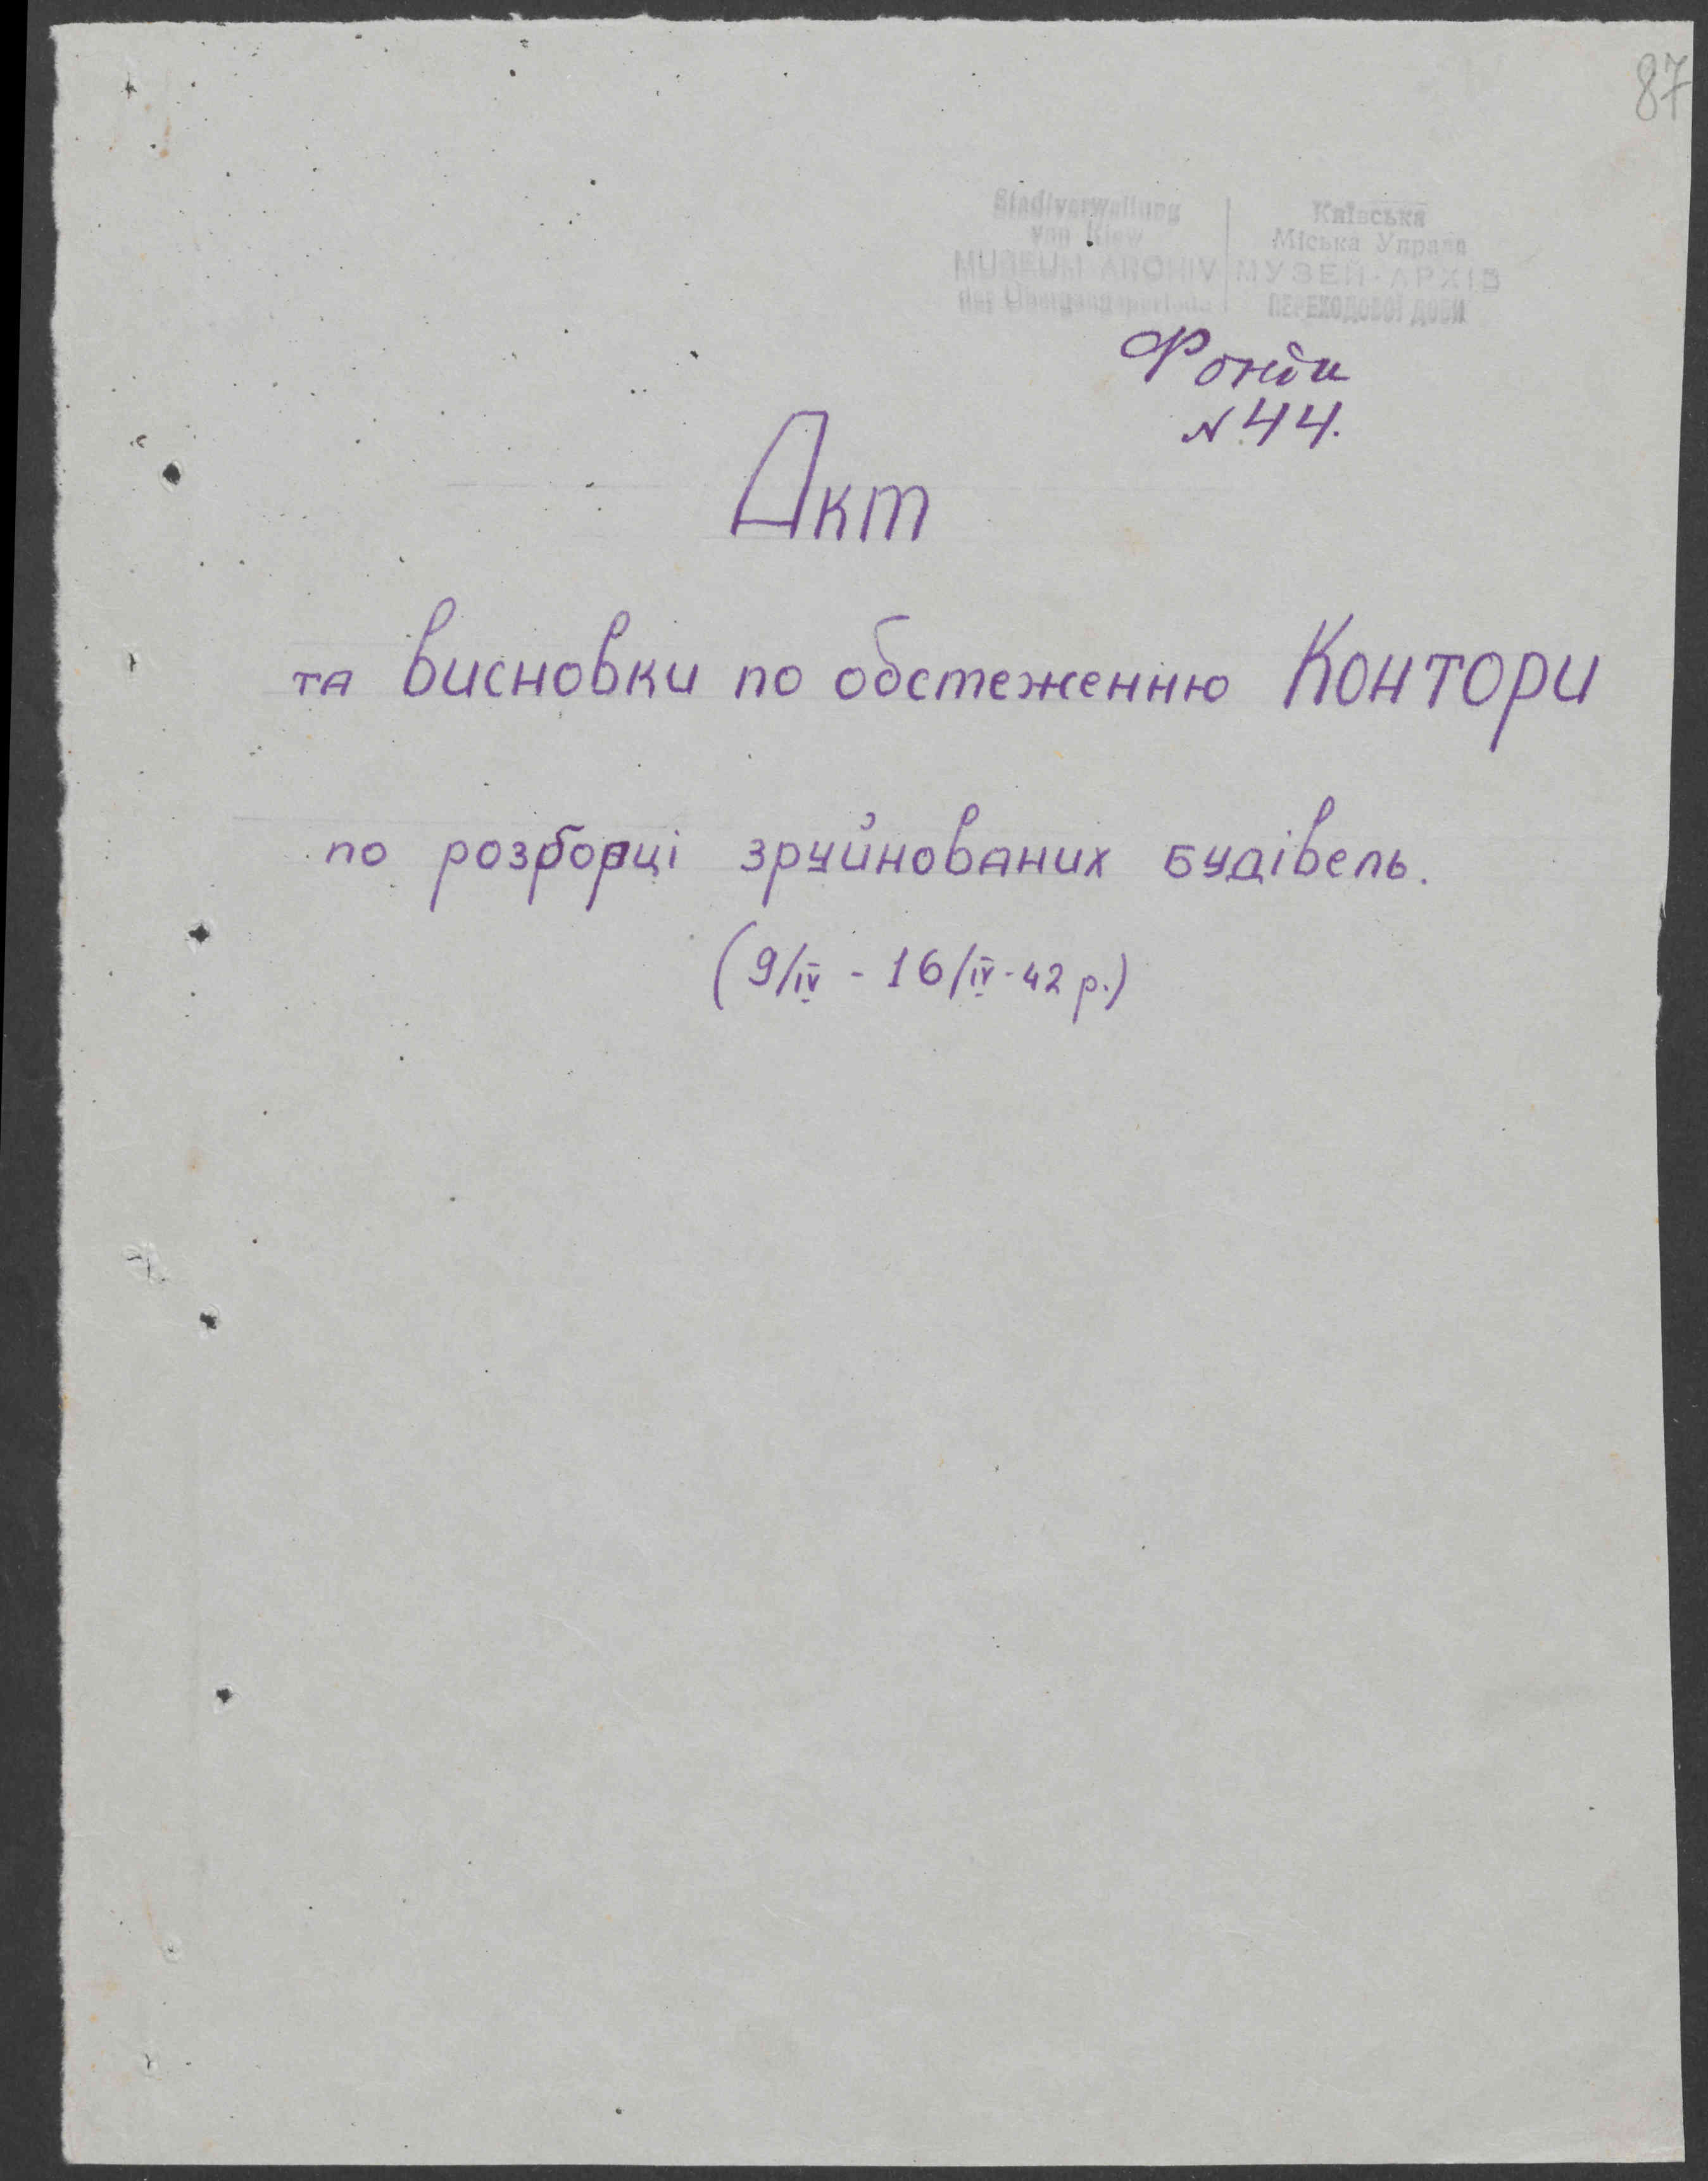 87
Stadtverwaltung
von Kiew
MUSEUM-ARCHIV
der Übergangsperiode
Київська
Міська Управа
МУЗЕЙ-АРХІВ
ПЕРЕХОДОВОЇ ДОБИ
Фонди
№44.
Акт
та висновки по обстеженню Контори
по розборці зруйнованих будівель.
(9/IV - 16/IV-42 р.)